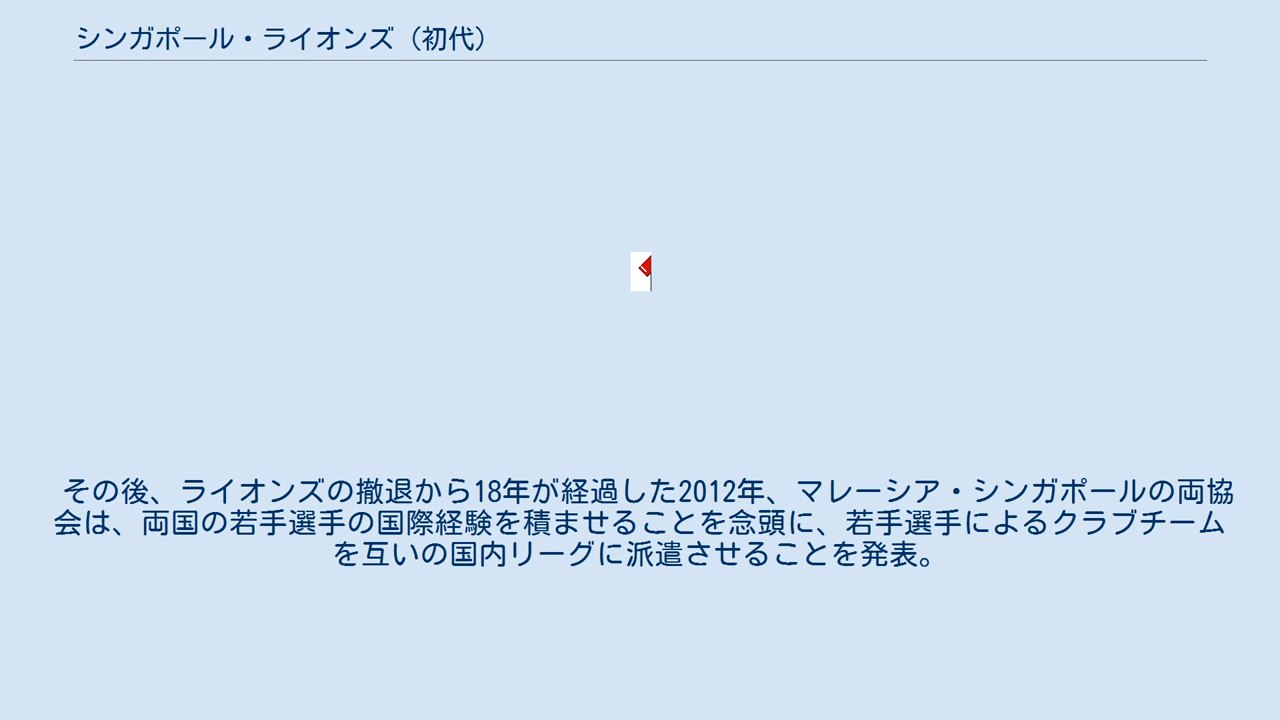 シンガポール・ライオンズ（初代）
その後、ライオンズの撤退から18年が経過した2012年、マレーシア・シンガポールの両協
会は、両国の若手選手の国際経験を積ませることを念頭に、若手選手によるクラブチーム
を互いの国内リーグに派遣させることを発表。